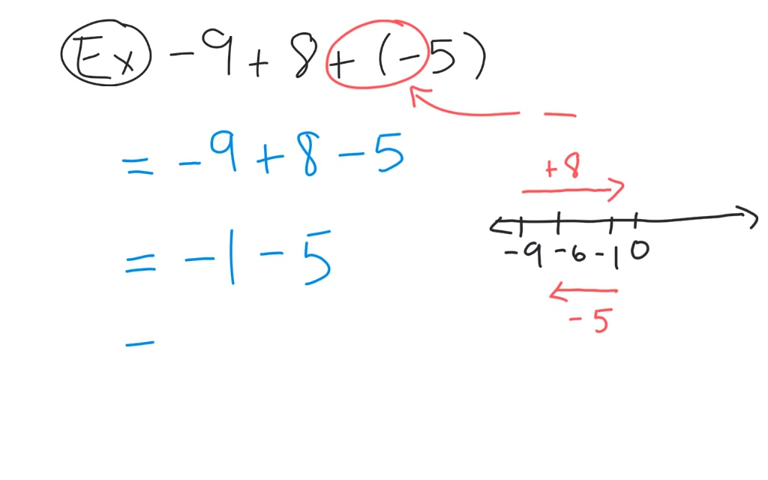 Ex -9 + 8 + (-5)
= -9 + 8 - 5
+8
= -1 - 5
-9 -6 -1 0
- 5